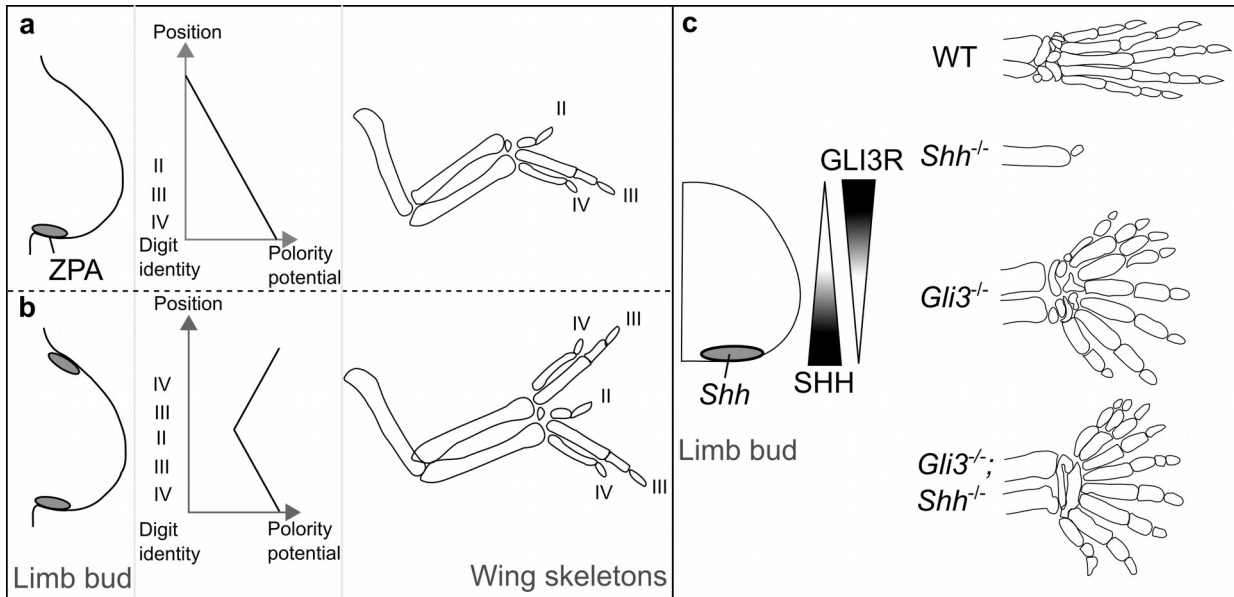 a
Position
II
III
IV
ZPA
Digit
identity
Polority
potential
II
III
IV
b
Position
IV
III
II
III
IV
Digit
identity
Polority
potential
IV
III
II
IV
III
Limb bud
Wing skeletons
c
WT
Shh-/-
GLI3R
Gli3-/-
SHH
Shh
Limb bud
Gli3-/-;
Shh-/-